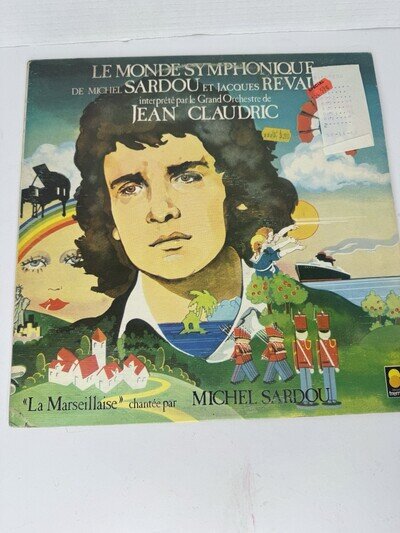 LE MONDE SYMPHONIQUE
DE MICHEL SARDOU ET JACQUES REVAU
interprété par le Grand Orchestre de
JEAN CLAUDRIC
«La Marseillaise» chantée par MICHEL SARDOU